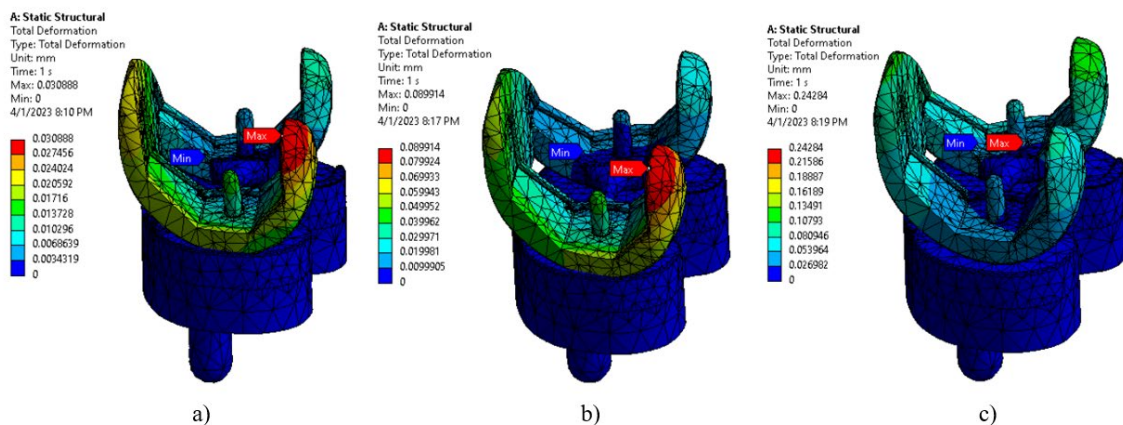 A: Static Structural
Total Deformation
Type: Total Deformation
Unit: mm
Time: 1 s
Max: 0.030888
Min: 0
4/1/2023 8:10 PM
0.030888
0.027456
0.024024
0.020592
0.01716
0.013728
0.010296
0.0068639
0.0034319
0
Min
Max
a)
A: Static Structural
Total Deformation
Type: Total Deformation
Unit: mm
Time: 1 s
Max: 0.089914
Min: 0
4/1/2023 8:17 PM
0.089914
0.079924
0.069933
0.059943
0.049952
0.039962
0.029971
0.019981
0.0099905
0
Min
Max
b)
A: Static Structural
Total Deformation
Type: Total Deformation
Unit: mm
Time: 1 s
Max: 0.24284
Min: 0
4/1/2023 8:19 PM
0.24284
0.21586
0.18887
0.16189
0.13491
0.10793
0.080946
0.053964
0.026982
0
Min
Max
c)